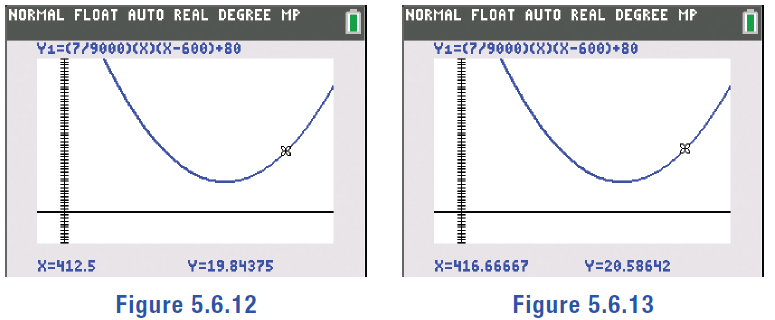 NORMAL FLOAT AUTO REAL DEGREE MP
Y1=(7/9000)(X)(X-600)+80
X=412.5 Y=19.84375
Figure 5.6.12
NORMAL FLOAT AUTO REAL DEGREE MP
Y1=(7/9000)(X)(X-600)+80
X=416.66667 Y=20.58642
Figure 5.6.13